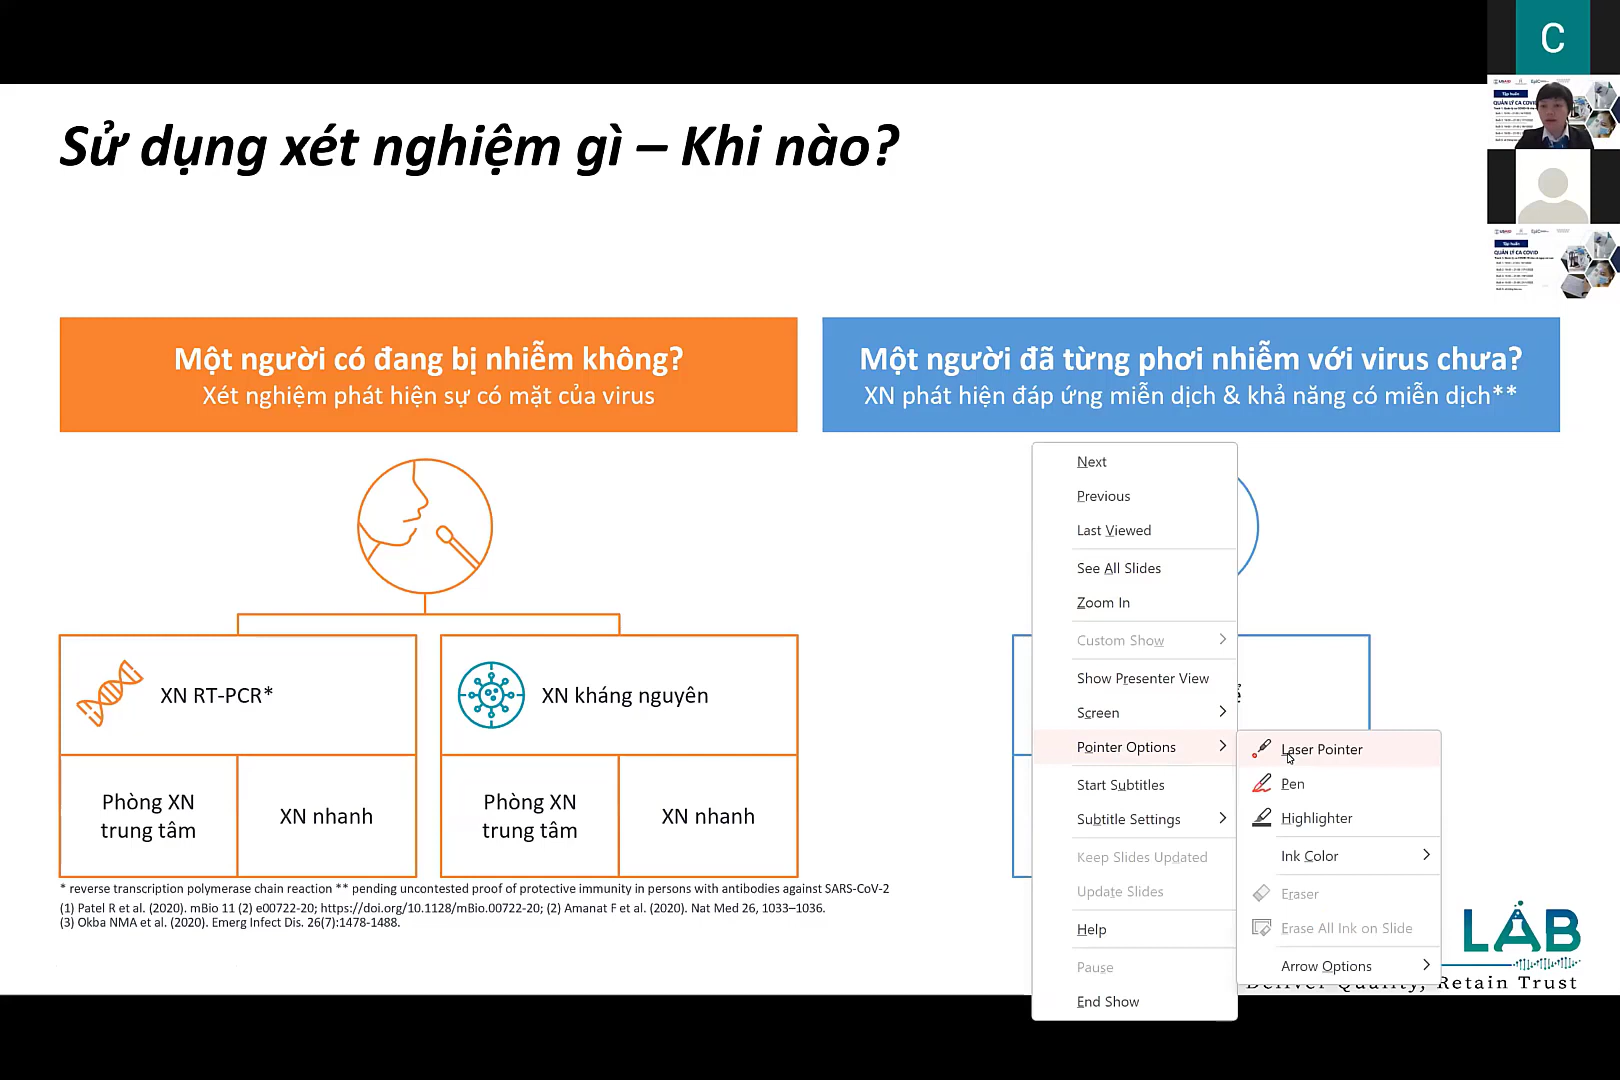 C
Sử dụng xét nghiệm gì – Khi nào?
Tập huấn
QUẢN LÝ CA COVID
Một người có đang bị nhiễm không?
Xét nghiệm phát hiện sự có mặt của virus
Một người đã từng phơi nhiễm với virus chưa?
XN phát hiện đáp ứng miễn dịch & khả năng có miễn dịch**
XN RT-PCR*
XN kháng nguyên
Phòng XN
trung tâm
XN nhanh
Phòng XN
trung tâm
XN nhanh
Next
Previous
Last Viewed
See All Slides
Zoom In
Custom Show
Show Presenter View
Screen
Pointer Options
Start Subtitles
Subtitle Settings
Keep Slides Updated
Update Slides
Help
Pause
End Show
Laser Pointer
Pen
Highlighter
Ink Color
Eraser
Erase All Ink on Slide
Arrow Options
* reverse transcription polymerase chain reaction ** pending uncontested proof of protective immunity in persons with antibodies against SARS-CoV-2
(1) Patel R et al. (2020). mBio 11 (2) e00722-20; https://doi.org/10.1128/mBio.00722-20; (2) Amanat F et al. (2020). Nat Med 26, 1033–1036.
(3) Okba NMA et al. (2020). Emerg Infect Dis. 26(7):1478-1488.
LAB
Deliver Quality, Retain Trust